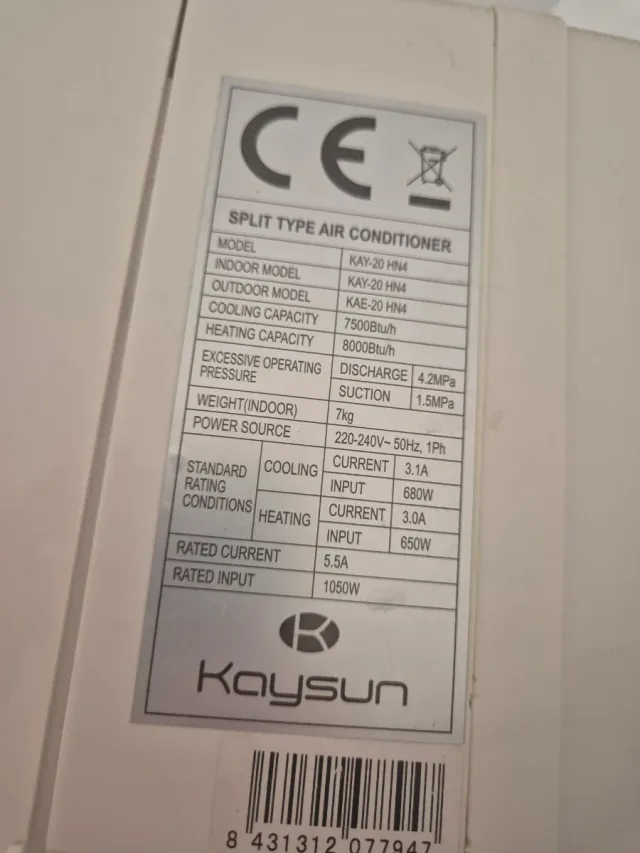 CE
SPLIT TYPE AIR CONDITIONER
MODEL KAY-20 HN4
INDOOR MODEL KAY-20 HN4
OUTDOOR MODEL KAE-20 HN4
COOLING CAPACITY 7500Btu/h
HEATING CAPACITY 8000Btu/h
EXCESSIVE OPERATING PRESSURE DISCHARGE 4.2MPa
SUCTION 1.5MPa
WEIGHT(INDOOR) 7kg
POWER SOURCE 220-240V~ 50Hz, 1Ph
STANDARD RATING CONDITIONS COOLING CURRENT 3.1A
INPUT 680W
HEATING CURRENT 3.0A
INPUT 650W
RATED CURRENT 5.5A
RATED INPUT 1050W
Kaysun
8 431312 077947